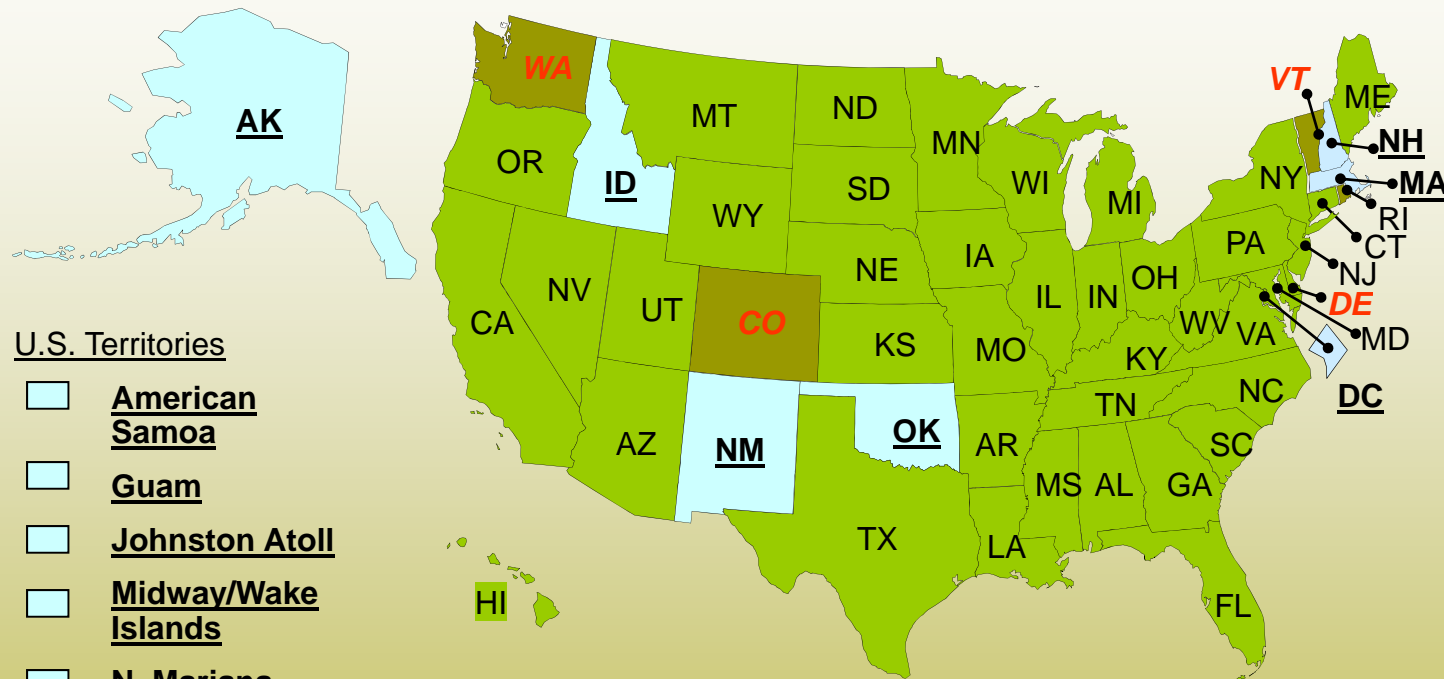 WA
VT
ME
AK
MT
ND
MN
NH
OR
ID
SD
WI
NY
MA
MI
RI
WY
PA
CT
NV
NE
IA
OH
NJ
CA
UT
CO
IL
IN
DE
U.S. Territories
KS
MO
KY
WV
VA
MD
American
Samoa
NM
OK
AR
TN
NC
DC
AZ
SC
Guam
MS
AL
GA
Johnston Atoll
TX
LA
Midway/Wake
Islands
HI
FL
N. Mariana